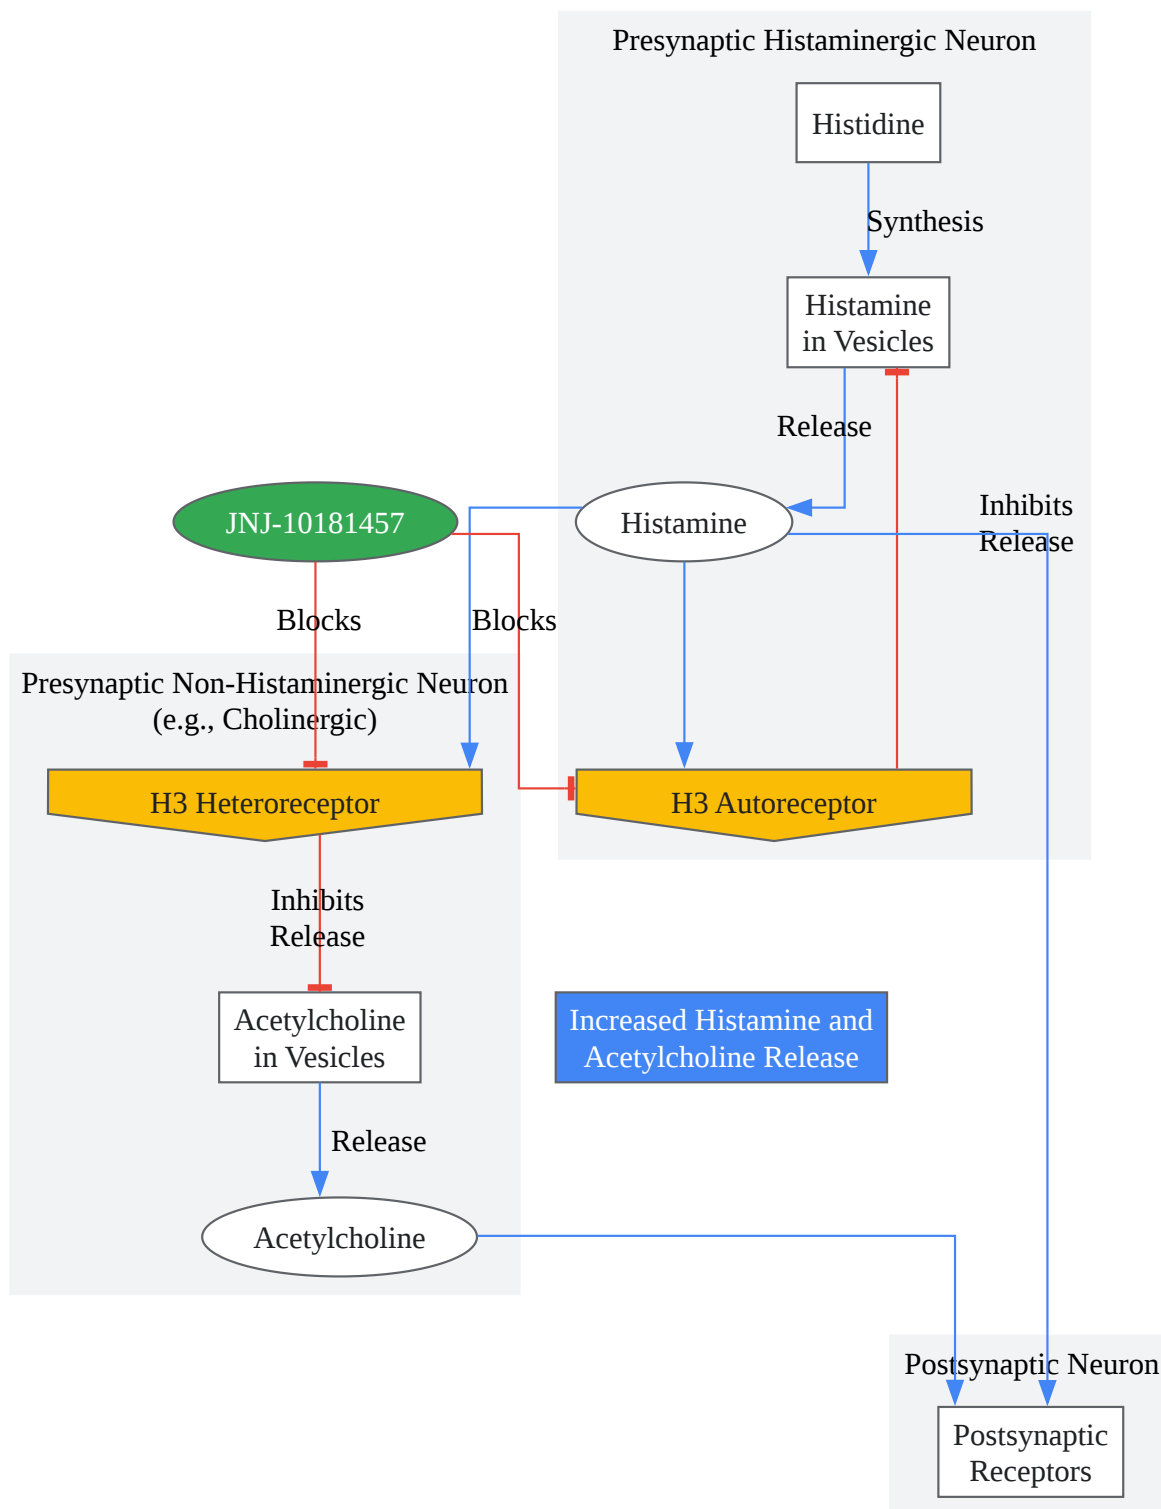 Presynaptic Histaminergic Neuron
Histidine
Synthesis
Histamine
in Vesicles
Release
JNJ-10181457
Histamine
Inhibits
Release
Blocks
Blocks
Presynaptic Non-Histaminergic Neuron
(e.g., Cholinergic)
H3 Heteroreceptor
H3 Autoreceptor
Inhibits
Release
Acetylcholine
in Vesicles
Increased Histamine and
Acetylcholine Release
Release
Acetylcholine
Postsynaptic Neuron
Postsynaptic
Receptors